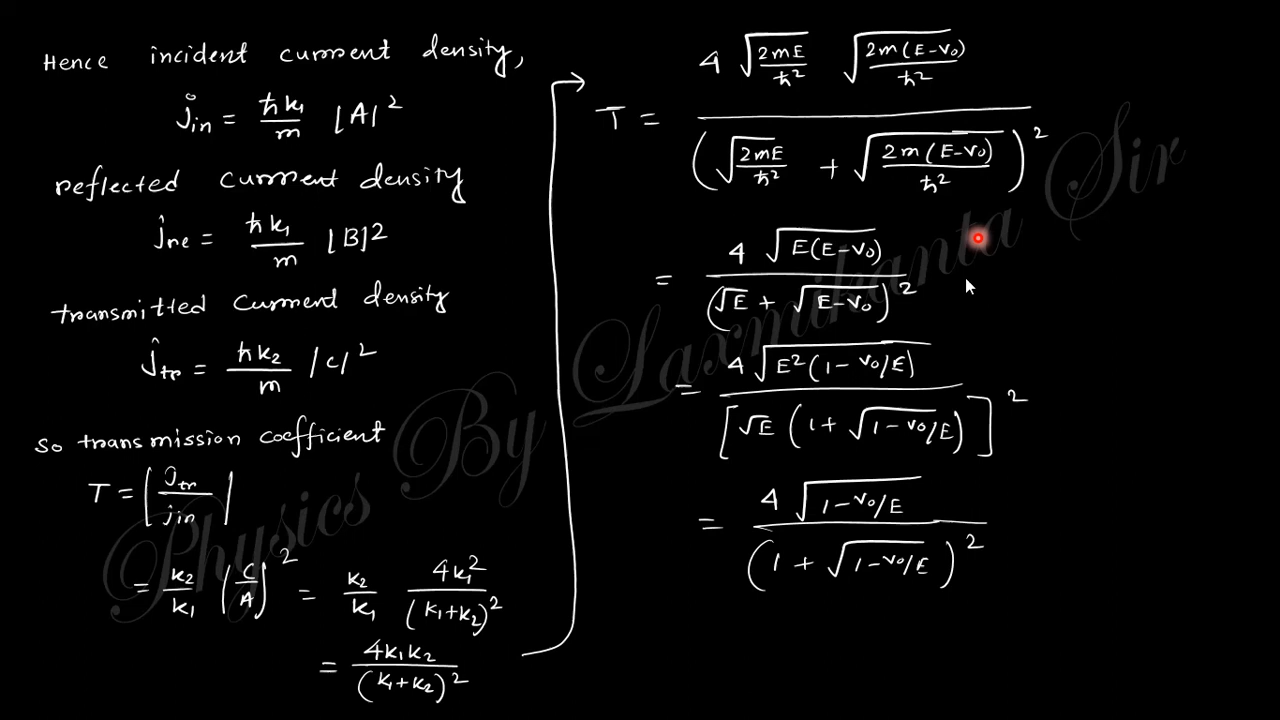 Hence incident current density,
j_in = ħk₁/m |A|²
reflected current density
j_re = ħk₁/m |B|²
transmitted current density
j_tr = ħk₂/m |C|²
So transmission coefficient
T = |j_tr/j_in|
= k₂/k₁ |C/A|² = k₂/k₁ 4k₁²/(k₁+k₂)²
= 4k₁k₂/(k₁+k₂)²
T = 4 √(2mE/ħ²) √(2m(E-V₀)/ħ²) / (√(2mE/ħ²) + √(2m(E-V₀)/ħ²))²
= 4 √(E(E-V₀)) / (√E + √(E-V₀))²
= 4 √(E²(1-V₀/E)) / [√E (1+√(1-V₀/E))]²
= 4 √(1-V₀/E) / (1+√(1-V₀/E))²
Physics By Laxmikanta Sir